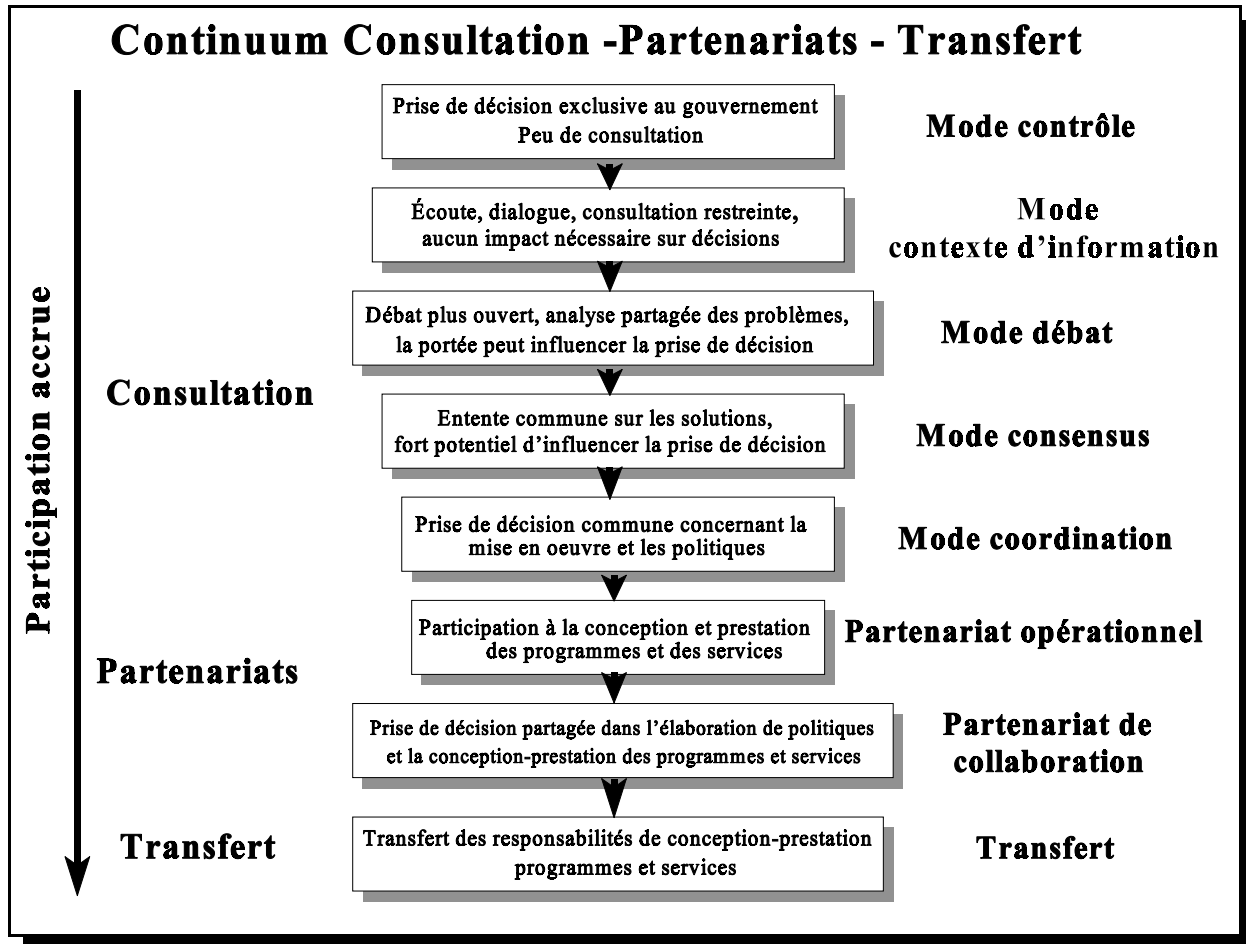 Continuum Consultation -Partenariats - Transfert
Participation accrue
Prise de décision exclusive au gouvernement
Peu de consultation
Mode contrôle
Écoute, dialogue, consultation restreinte,
aucun impact nécessaire sur décisions
Mode
contexte d’information
Débat plus ouvert, analyse partagée des problèmes,
la portée peut influencer la prise de décision
Mode débat
Consultation
Entente commune sur les solutions,
fort potentiel d’influencer la prise de décision
Mode consensus
Prise de décision commune concernant la
mise en oeuvre et les politiques
Mode coordination
Participation à la conception et prestation
des programmes et des services
Partenariat opérationnel
Partenariats
Prise de décision partagée dans l’élaboration de politiques
et la conception-prestation des programmes et services
Partenariat de
collaboration
Transfert
Transfert des responsabilités de conception-prestation
programmes et services
Transfert